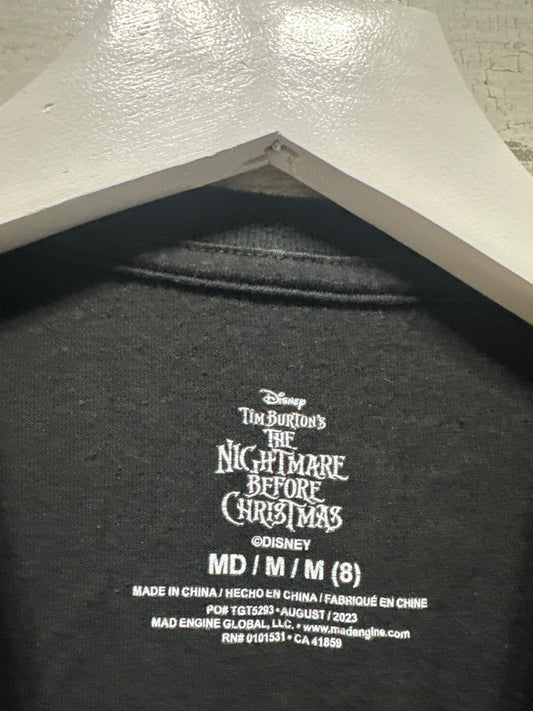 Disney
TIM BURTON'S
THE
NIGHTMARE
BEFORE
CHRISTMAS
©DISNEY
MD / M / M (8)
MADE IN CHINA / HECHO EN CHINA / FABRIQUÉ EN CHINE
PO# TGT5293 • AUGUST / 2023
MAD ENGINE GLOBAL, LLC. • www.madengine.com
RN# 0101531 • CA 41859